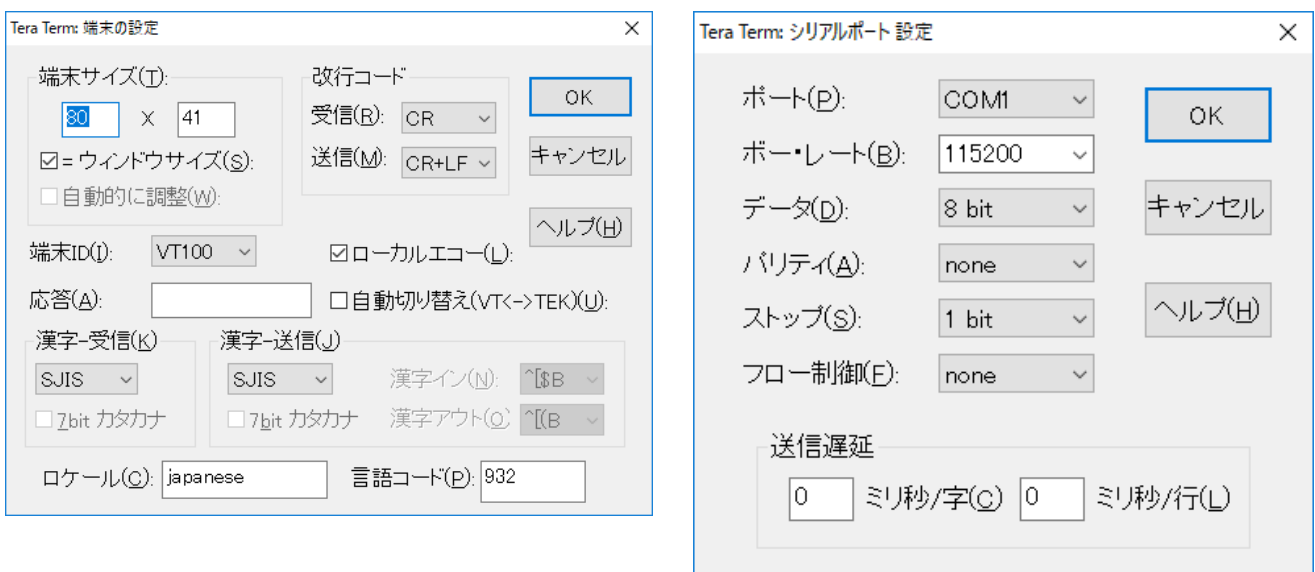 Tera Term: 端末の設定
端末サイズ(T):
80 X 41
=ウィンドウサイズ(S):
自動的に調整(W):
改行コード
受信(R): CR
送信(M): CR+LF
OK
キャンセル
ヘルプ(H)
端末ID(I): VT100
ローカルエコー(L):
応答(A):
自動切り替え(VT<->TEK)(U):
漢字-受信(K)
SJIS
7bit カタカナ
漢字-送信(J)
SJIS
漢字イン(N): ^[$B
7bit カタカナ
漢字アウト(O) ^[(B
ロケール(C): japanese
言語コード(P): 932
Tera Term: シリアルポート 設定
ポート(P): COM1
ボー・レート(B): 115200
データ(D): 8 bit
パリティ(A): none
ストップ(S): 1 bit
フロー制御(F): none
OK
キャンセル
ヘルプ(H)
送信遅延
0 ミリ秒/字(C) 0 ミリ秒/行(L)